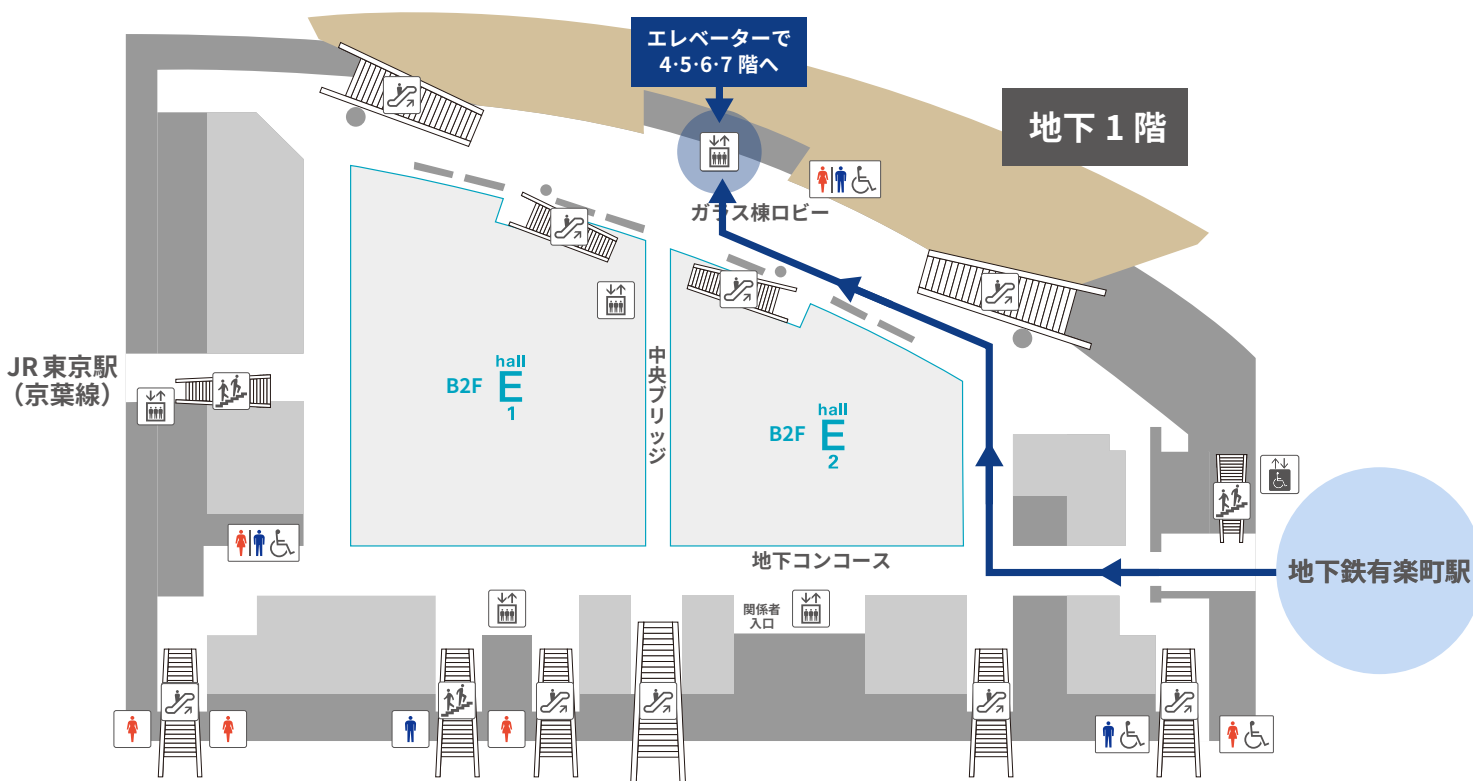 エレベーターで
4･5･6･7 階へ
地下 1 階
ガラス棟ロビー
JR 東京駅
（京葉線）
hall
B2F E
1
中央ブリッジ
hall
B2F E
2
地下コンコース
地下鉄有楽町駅
関係者
入口